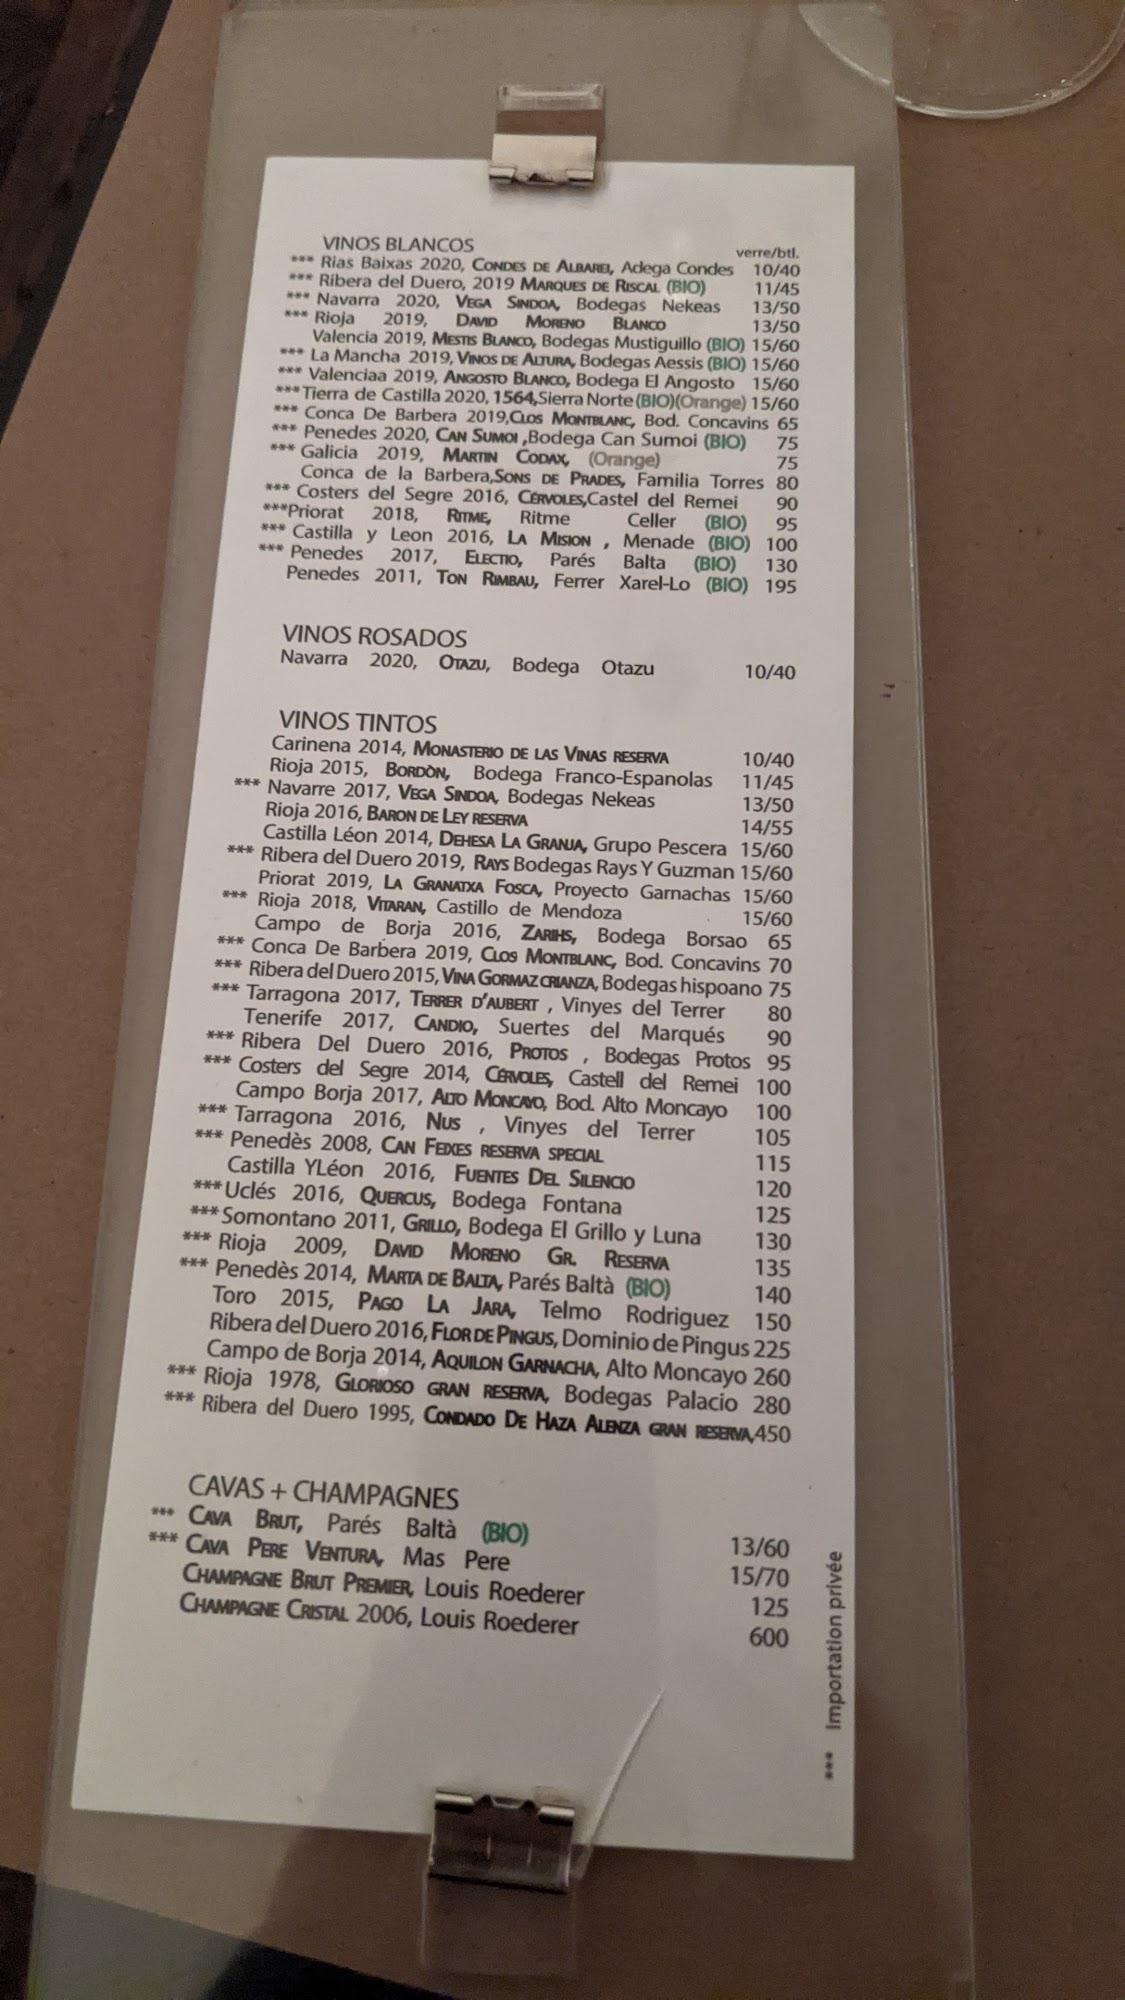 VINOS BLANCOS verre/btl.
*** Rias Baixas 2020, CONDES DE ALBAREI, Adega Condes 10/40
*** Ribera del Duero, 2019 MARQUES DE RISCAL (BIO) 11/45
*** Navarra 2020, VEGA SINDOA, Bodegas Nekeas 13/50
*** Rioja 2019, DAVID MORENO BLANCO 13/50
Valencia 2019, MESTIS BLANCO, Bodegas Mustiguillo (BIO) 15/60
*** La Mancha 2019, VINOS DE ALTURA, Bodegas Aessis (BIO) 15/60
*** Valenciaa 2019, ANGOSTO BLANCO, Bodega El Angosto 15/60
***Tierra de Castilla 2020, 1564,Sierra Norte (BIO)(Orange) 15/60
*** Conca De Barbera 2019,CLOS MONTBLANC, Bod. Concavins 65
*** Penedes 2020, CAN SUMOI ,Bodega Can Sumoi (BIO) 75
*** Galicia 2019, MARTIN CODAX, (Orange) 75
Conca de la Barbera,SONS DE PRADES, Familia Torres 80
*** Costers del Segre 2016, CÉRVOLES,Castel del Remei 90
***Priorat 2018, RITME, Ritme Celler (BIO) 95
*** Castilla y Leon 2016, LA MISION , Menade (BIO) 100
*** Penedes 2017, ELECTIO, Parés Balta (BIO) 130
Penedes 2011, TON RIMBAU, Ferrer Xarel-Lo (BIO) 195
VINOS ROSADOS
Navarra 2020, OTAZU, Bodega Otazu 10/40
VINOS TINTOS
Carinena 2014, MONASTERIO DE LAS VINAS RESERVA 10/40
Rioja 2015, BORDÒN, Bodega Franco-Espanolas 11/45
*** Navarre 2017, VEGA SINDOA, Bodegas Nekeas 13/50
Rioja 2016, BARON DE LEY RESERVA 14/55
Castilla Léon 2014, DEHESA LA GRANJA, Grupo Pescera 15/60
*** Ribera del Duero 2019, RAYS Bodegas Rays Y Guzman 15/60
Priorat 2019, LA GRANATXA FOSCA, Proyecto Garnachas 15/60
*** Rioja 2018, VITARAN, Castillo de Mendoza 15/60
Campo de Borja 2016, ZARIHS, Bodega Borsao 65
*** Conca De Barbera 2019, CLOS MONTBLANC, Bod. Concavins 70
*** Ribera del Duero 2015, VINA GORMAZ CRIANZA, Bodegas hispoano 75
*** Tarragona 2017, TERRER D'AUBERT , Vinyes del Terrer 80
Tenerife 2017, CANDIO, Suertes del Marqués 90
*** Ribera Del Duero 2016, PROTOS , Bodegas Protos 95
*** Costers del Segre 2014, CÉRVOLES, Castell del Remei 100
Campo Borja 2017, ALTO MONCAYO, Bod. Alto Moncayo 100
*** Tarragona 2016, NUS , Vinyes del Terrer 105
*** Penedès 2008, CAN FEIXES RESERVA SPECIAL 115
Castilla YLéon 2016, FUENTES DEL SILENCIO 120
***Uclés 2016, QUERCUS, Bodega Fontana 125
***Somontano 2011, GRILLO, Bodega El Grillo y Luna 130
*** Rioja 2009, DAVID MORENO GR. RESERVA 135
*** Penedès 2014, MARTA DE BALTA, Parés Baltà (BIO) 140
Toro 2015, PAGO LA JARA, Telmo Rodriguez 150
Ribera del Duero 2016, FLOR DE PINGUS, Dominio de Pingus 225
Campo de Borja 2014, AQUILON GARNACHA, Alto Moncayo 260
*** Rioja 1978, GLORIOSO GRAN RESERVA, Bodegas Palacio 280
*** Ribera del Duero 1995, CONDADO DE HAZA ALENZA GRAN RESERVA,450
CAVAS + CHAMPAGNES
*** CAVA BRUT, Parés Baltà (BIO) 13/60
*** CAVA PERE VENTURA, Mas Pere 15/70
CHAMPAGNE BRUT PREMIER, Louis Roederer 125
CHAMPAGNE CRISTAL 2006, Louis Roederer 600
*** Importation privée